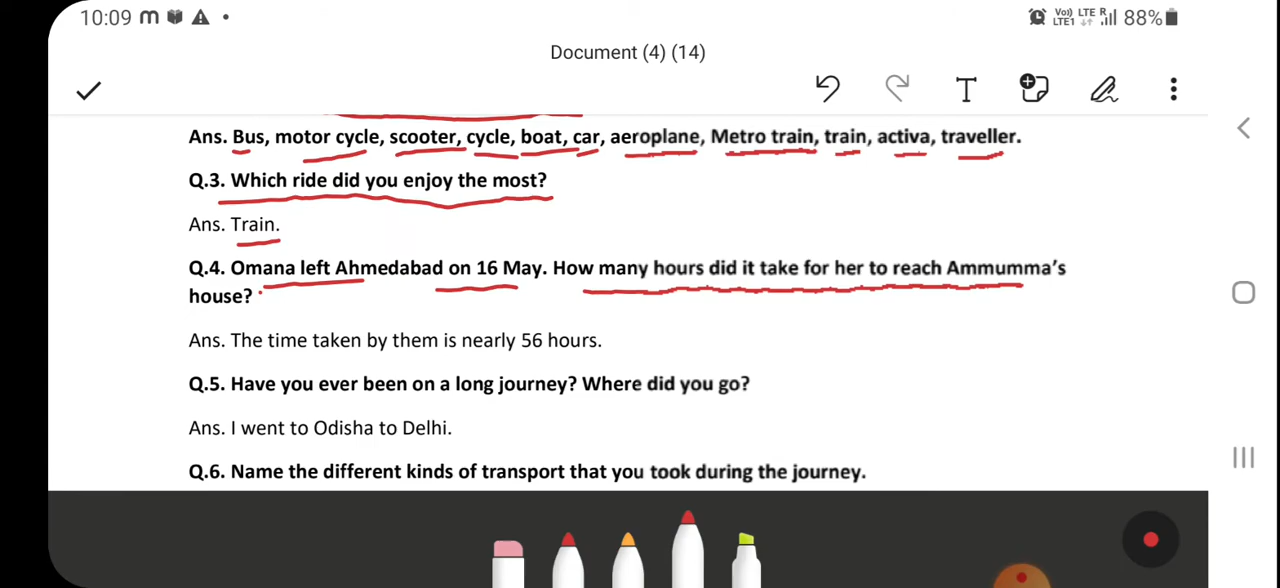 10:09 m
Vo)) LTE R
LTE1 88%
Document (4) (14)
T
Ans. Bus, motor cycle, scooter, cycle, boat, car, aeroplane, Metro train, train, activa, traveller.
Q.3. Which ride did you enjoy the most?
Ans. Train.
Q.4. Omana left Ahmedabad on 16 May. How many hours did it take for her to reach Ammumma's
house?
Ans. The time taken by them is nearly 56 hours.
Q.5. Have you ever been on a long journey? Where did you go?
Ans. I went to Odisha to Delhi.
Q.6. Name the different kinds of transport that you took during the journey.